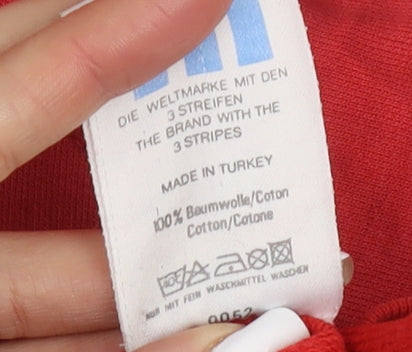 DIE WELTMARKE MIT DEN
3 STREIFEN
THE BRAND WITH THE
3 STRIPES
MADE IN TURKEY
100% Baumwolle/Coton
Cotton/Cotone
NUR MIT FEIN WASCHMITTEL WASCHEN
0052